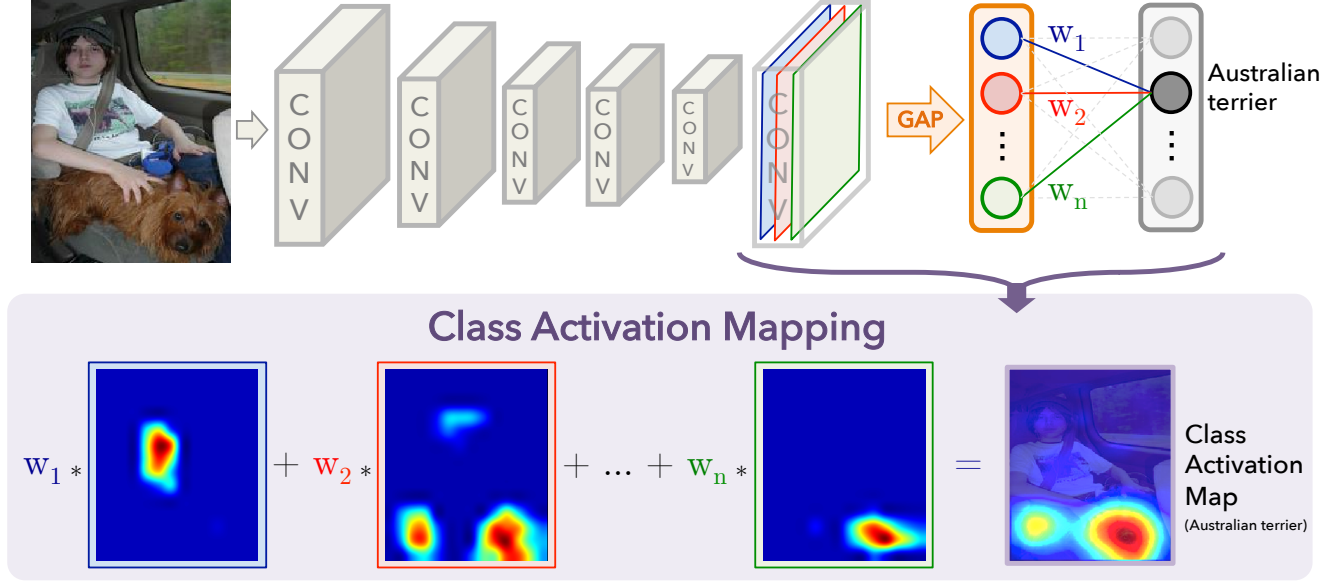 CONV
CONV
CONV
CONV
CONV
CONV
GAP
w1
w2
⋮
wn
⋮
Australian
terrier
Class Activation Mapping
w1 * + w2 * + ... + wn * =
Class
Activation
Map
(Australian terrier)